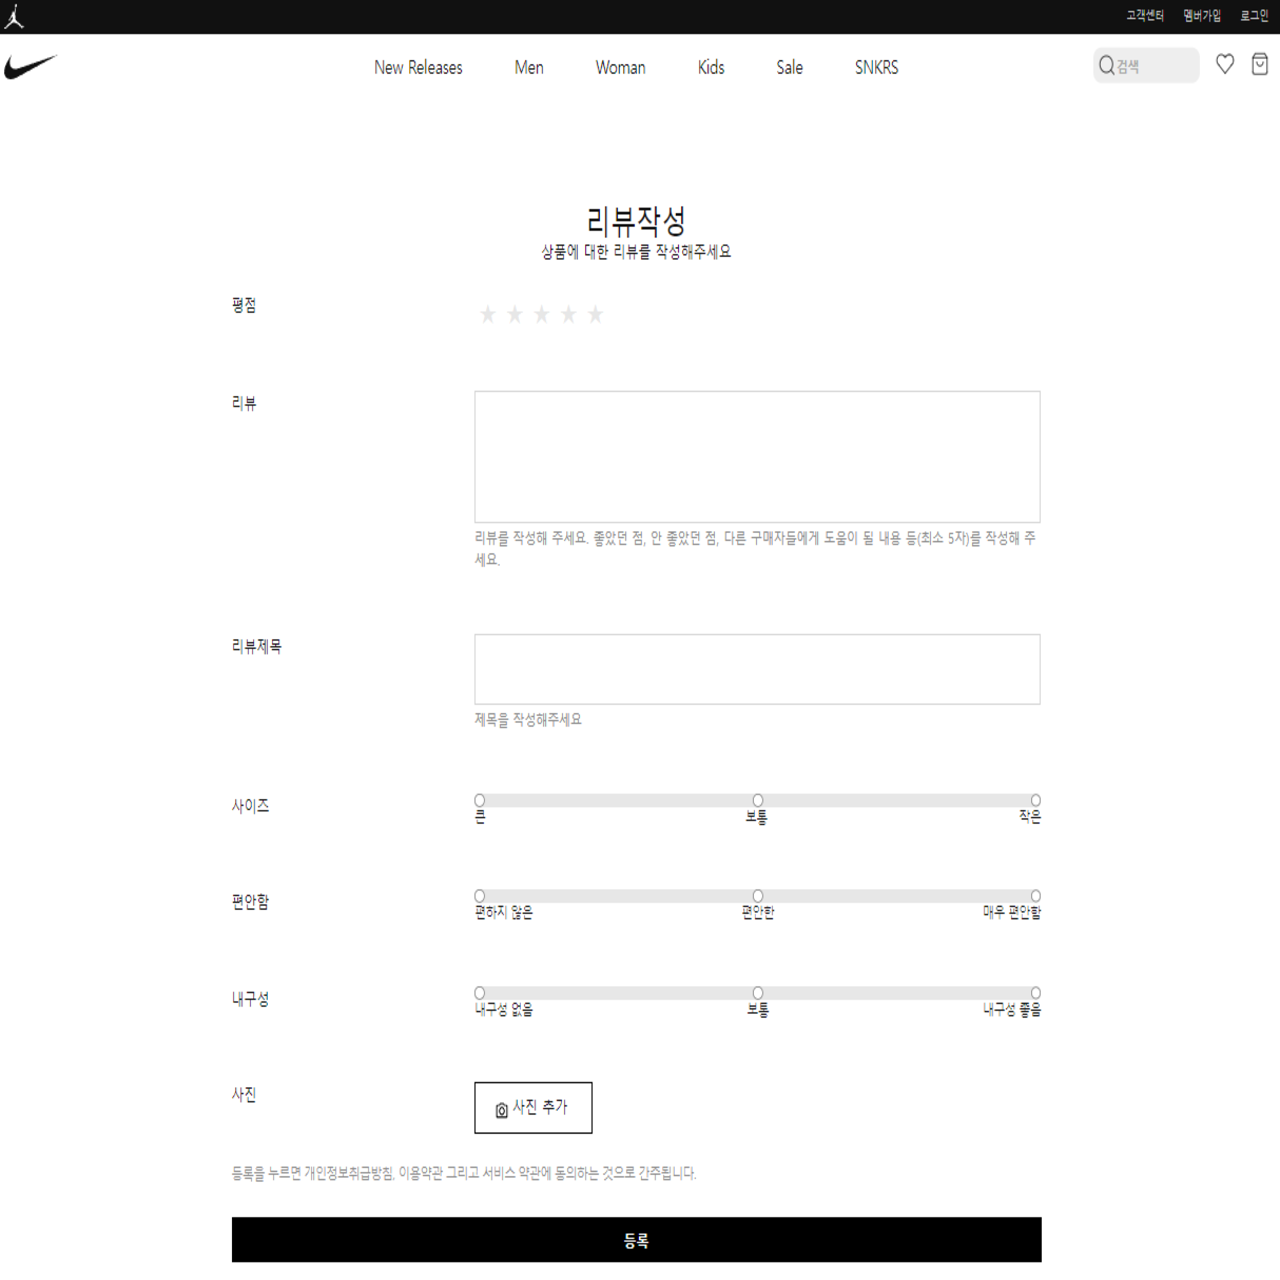 고객센터 멤버가입 로그인
New Releases Men Woman Kids Sale SNKRS 검색
리뷰작성
상품에 대한 리뷰를 작성해주세요
평점
리뷰
리뷰를 작성해 주세요. 좋았던 점, 안 좋았던 점, 다른 구매자들에게 도움이 될 내용 등(최소 5자)를 작성해 주
세요.
리뷰제목
제목을 작성해주세요
사이즈
큰 보통 작은
편안함
편하지 않은 편안한 매우 편안함
내구성
내구성 없음 보통 내구성 좋음
사진
사진 추가
등록을 누르면 개인정보취급방침, 이용약관 그리고 서비스 약관에 동의하는 것으로 간주됩니다.
등록